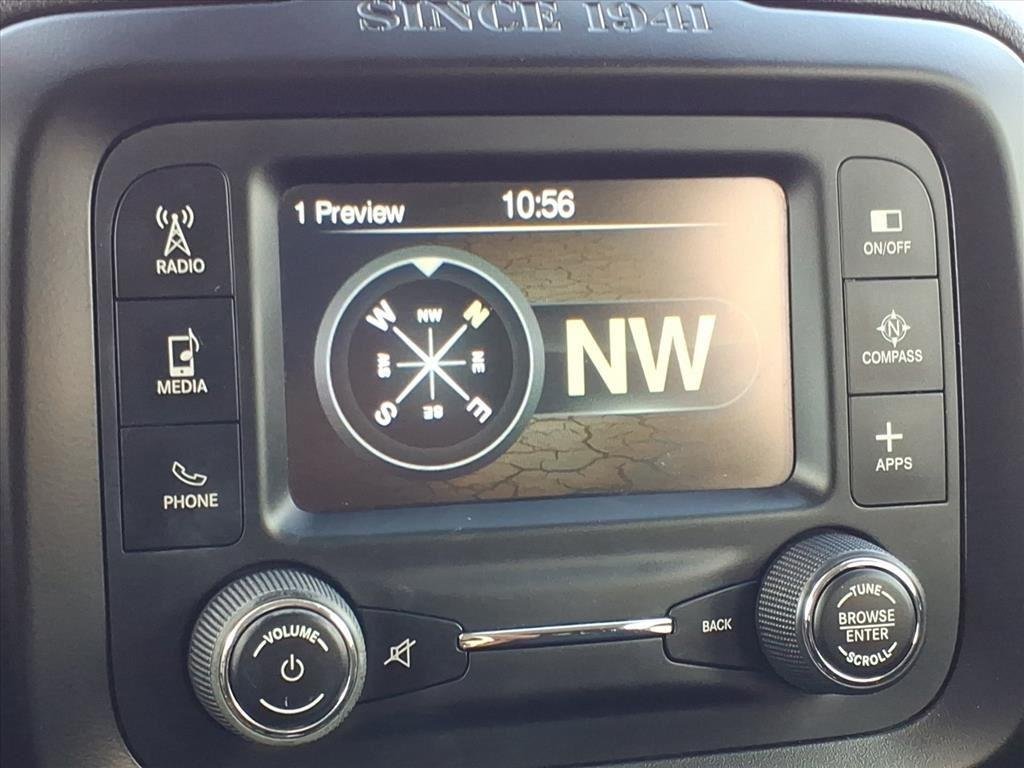 SINCE 1941
1 Preview 10:56
RADIO
ON/OFF
W NW N
SW NE
S SE E
NW
N
COMPASS
MEDIA
APPS
PHONE
VOLUME
BACK
TUNE
BROWSE
ENTER
SCROLL